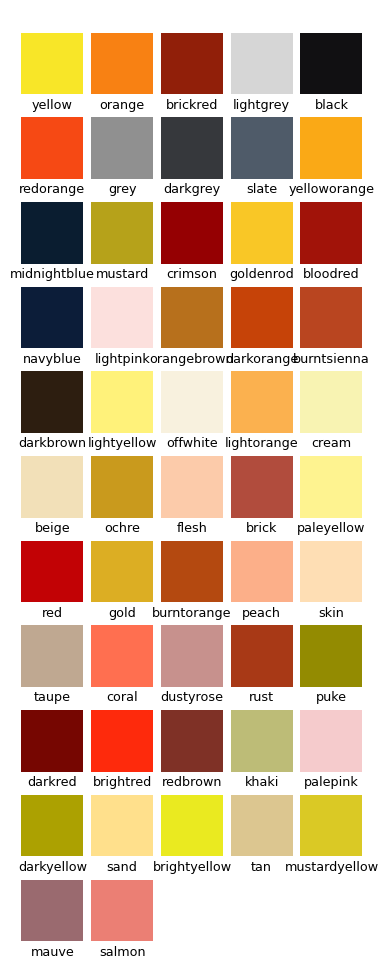 yellow orange brickred lightgrey black
redorange grey darkgrey slate yelloworange
midnightblue mustard crimson goldenrod bloodred
navyblue lightpink orangebrown darkorange burntsienna
darkbrown lightyellow offwhite lightorange cream
beige ochre flesh brick paleyellow
red gold burntorange peach skin
taupe coral dustyrose rust puke
darkred brightred redbrown khaki palepink
darkyellow sand brightyellow tan mustardyellow
mauve salmon